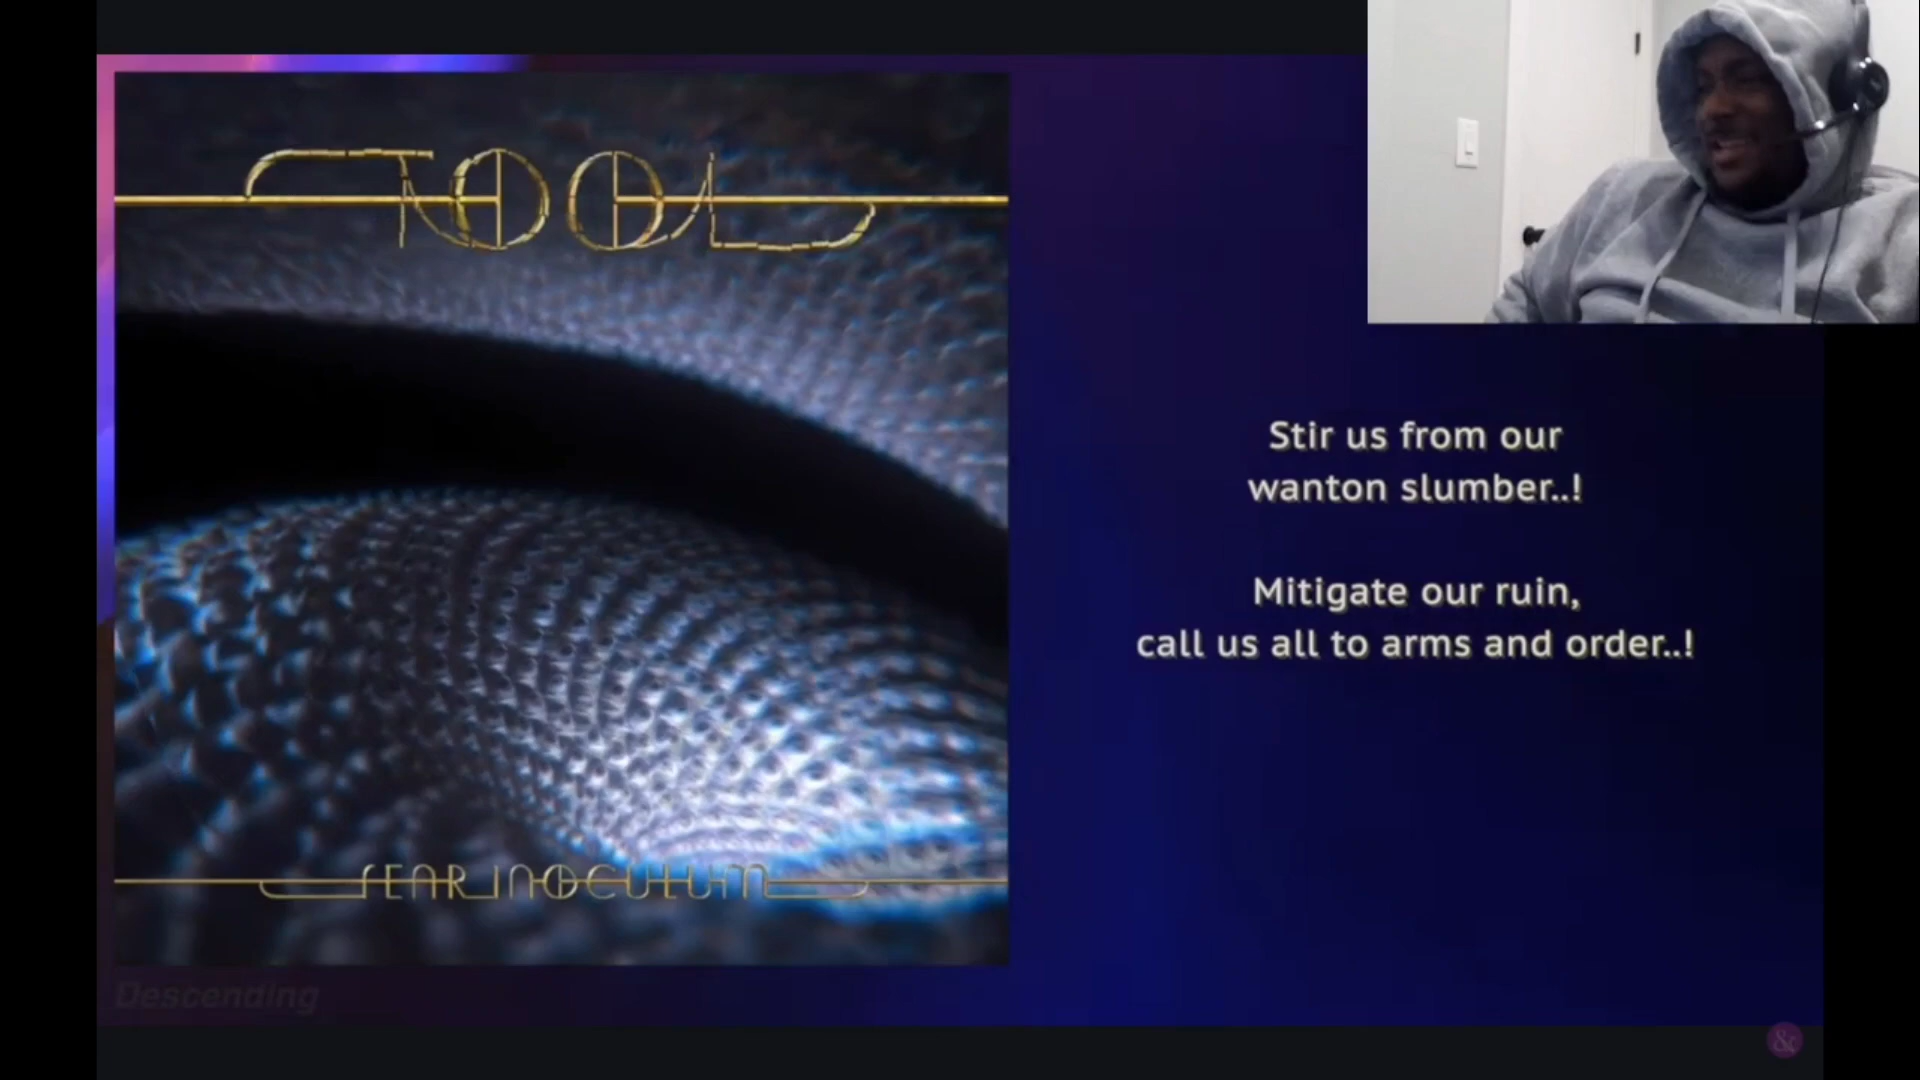 TOOL
Stir us from our
wanton slumber..!
Mitigate our ruin,
call us all to arms and order..!
FEAR INOCULUM
Descending
&